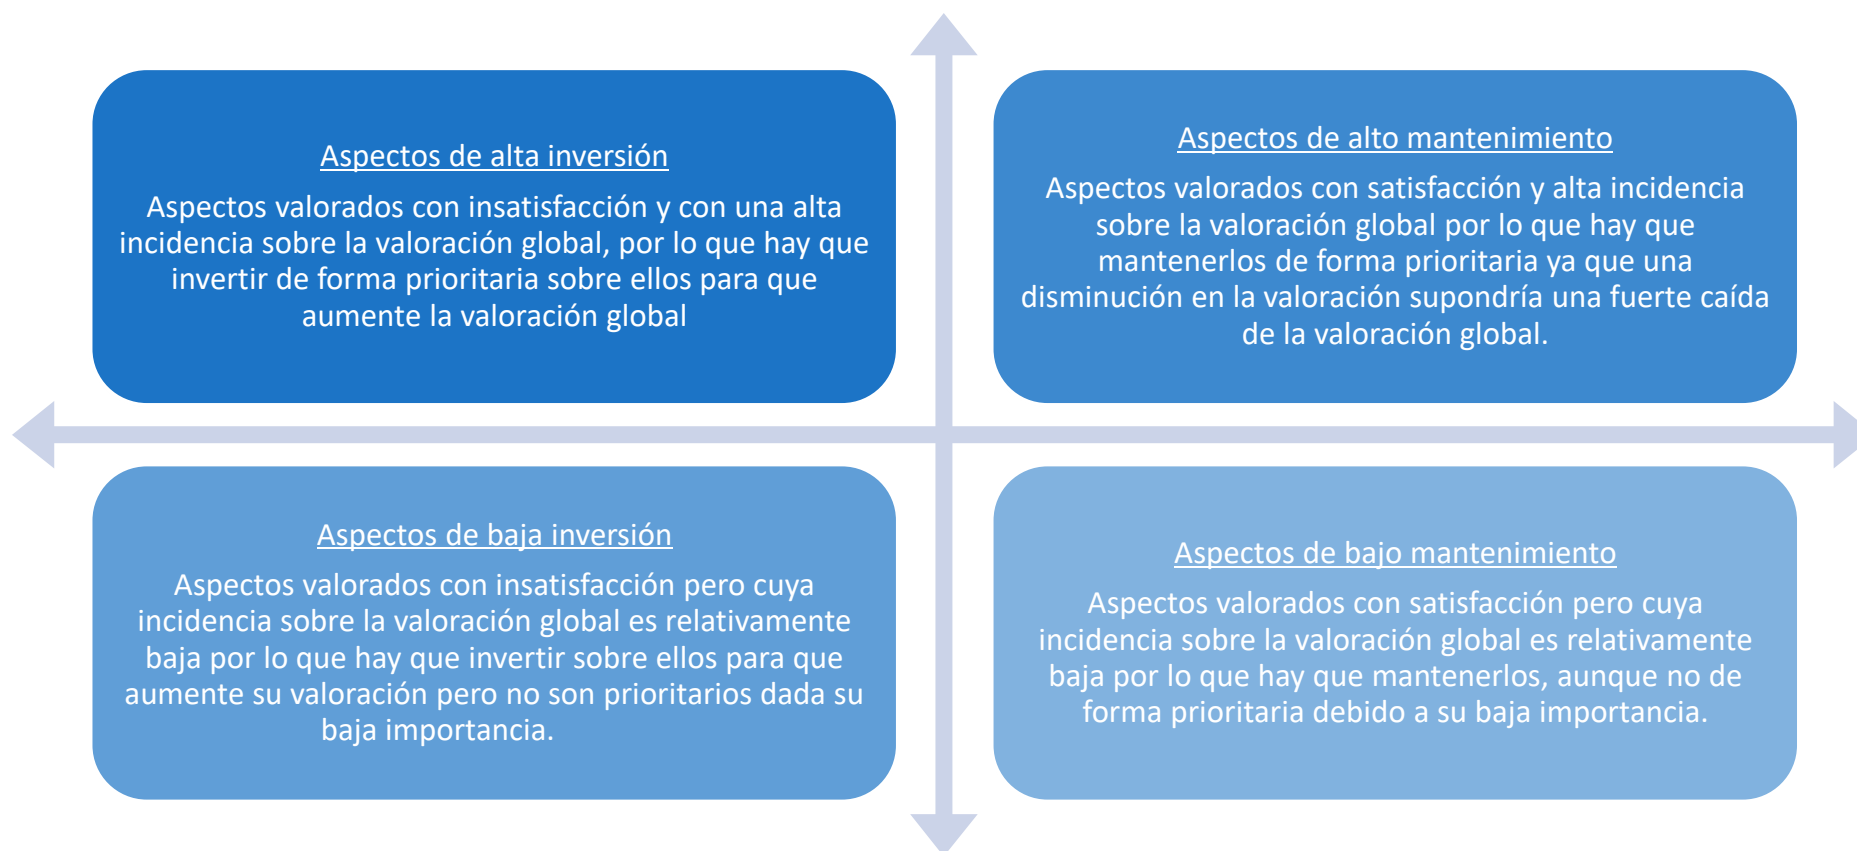 Aspectos de alta inversión
Aspectos valorados con insatisfacción y con una alta
incidencia sobre la valoración global, por lo que hay que
invertir de forma prioritaria sobre ellos para que
aumente la valoración global
Aspectos de alto mantenimiento
Aspectos valorados con satisfacción y alta incidencia
sobre la valoración global por lo que hay que
mantenerlos de forma prioritaria ya que una
disminución en la valoración supondría una fuerte caída
de la valoración global.
Aspectos de baja inversión
Aspectos valorados con insatisfacción pero cuya
incidencia sobre la valoración global es relativamente
baja por lo que hay que invertir sobre ellos para que
aumente su valoración pero no son prioritarios dada su
baja importancia.
Aspectos de bajo mantenimiento
Aspectos valorados con satisfacción pero cuya
incidencia sobre la valoración global es relativamente
baja por lo que hay que mantenerlos, aunque no de
forma prioritaria debido a su baja importancia.